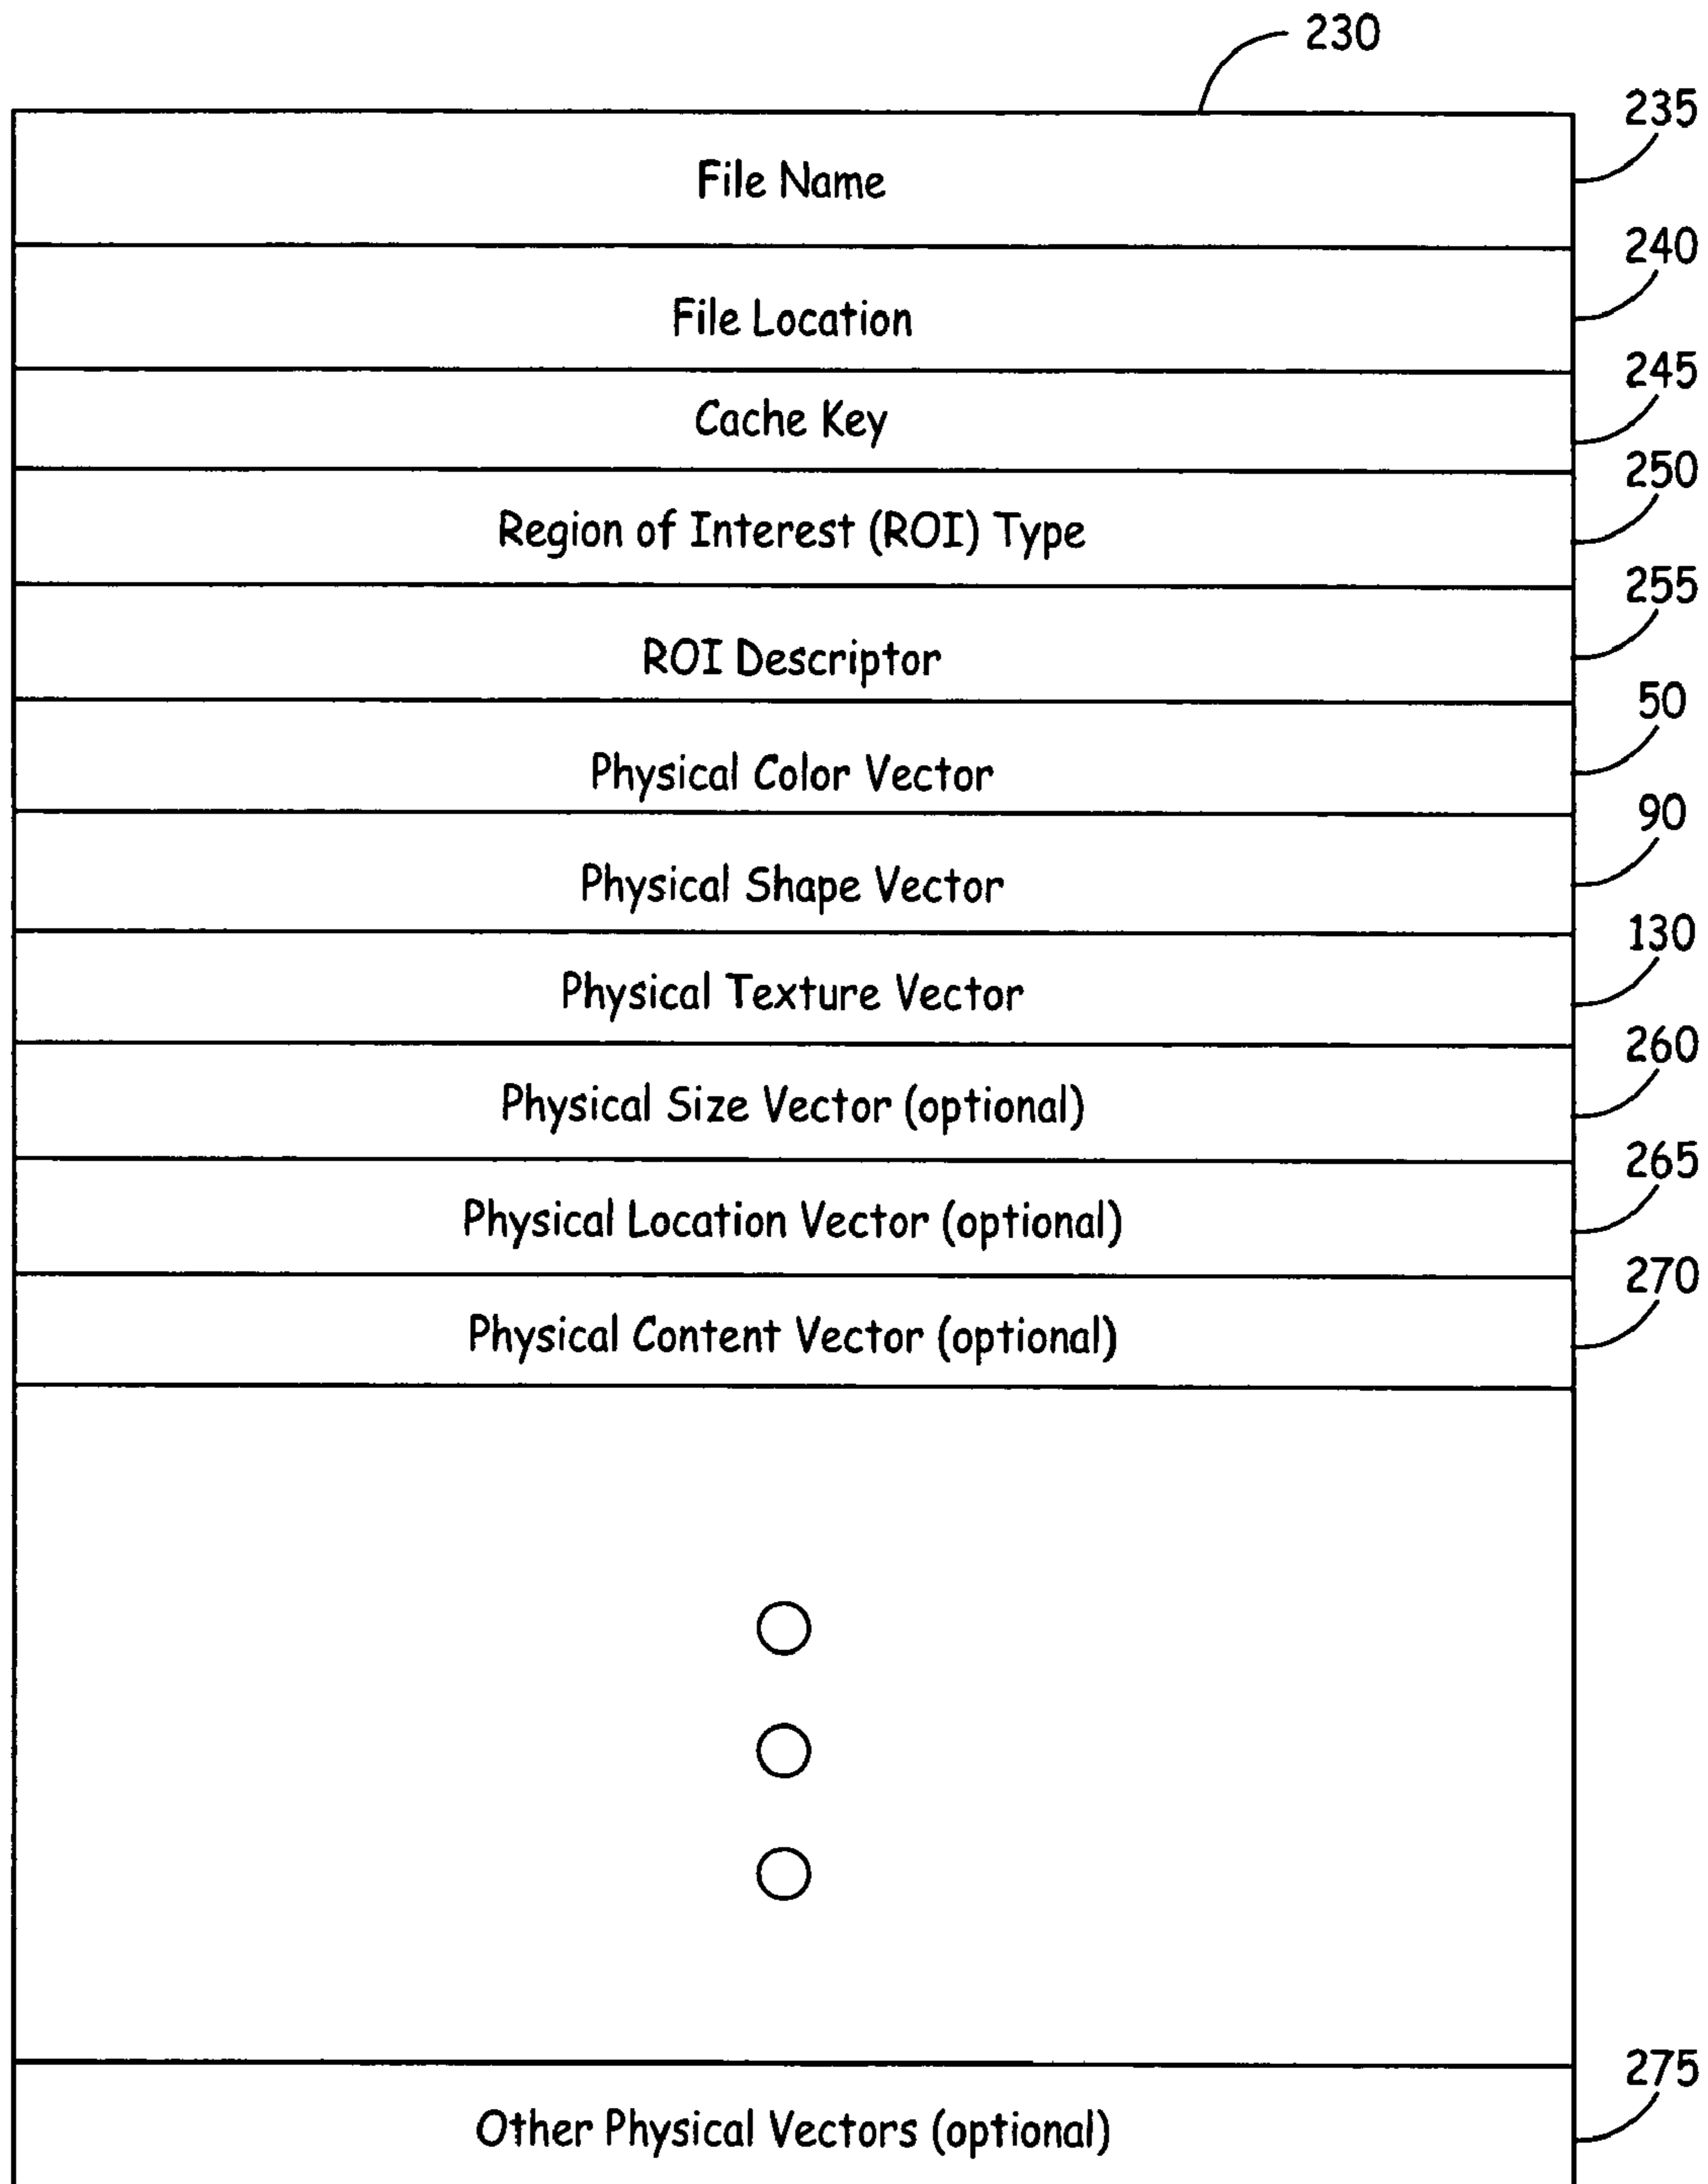 230
235
File Name
240
File Location
245
Cache Key
250
Region of Interest (ROI) Type
255
ROI Descriptor
50
Physical Color Vector
90
Physical Shape Vector
130
Physical Texture Vector
260
Physical Size Vector (optional)
265
Physical Location Vector (optional)
270
Physical Content Vector (optional)
275
Other Physical Vectors (optional)